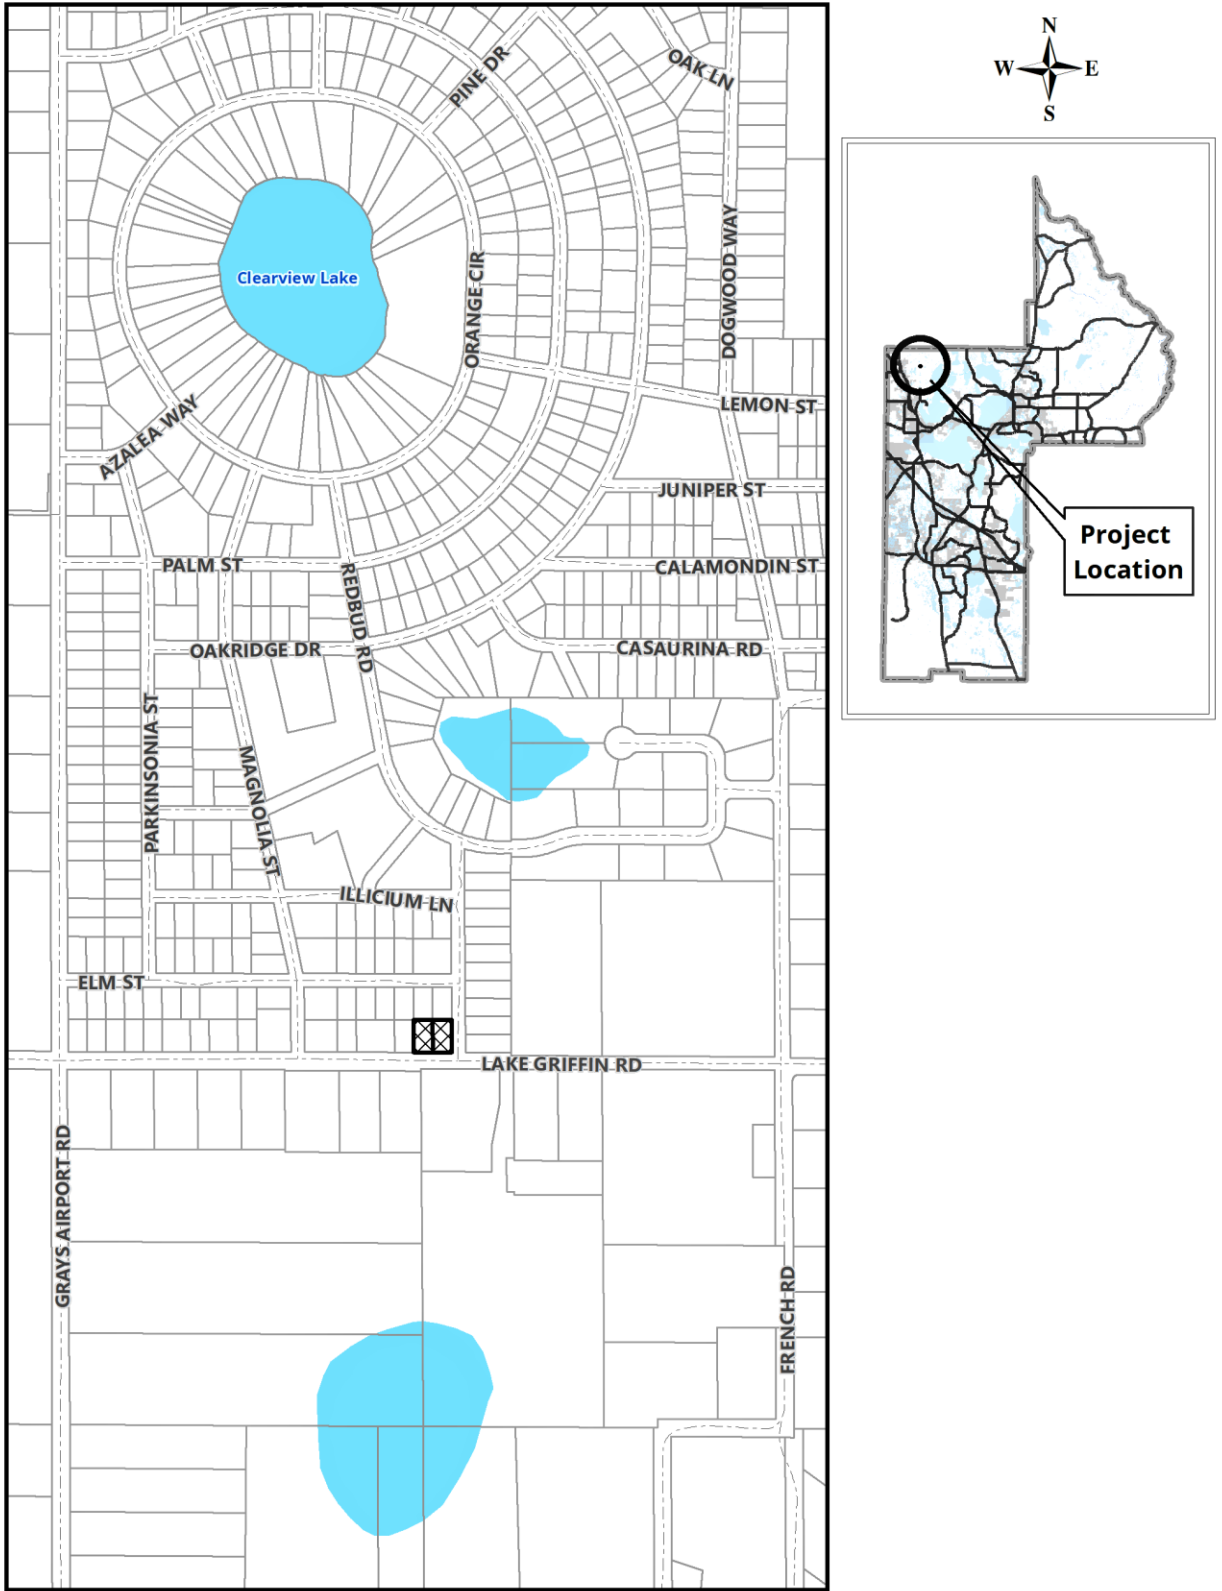 PINE DR
OAK LN
N
W
E
S
Clearview Lake
ORANGE CIR
DOGWOOD WAY
AZALEA WAY
LEMON ST
JUNIPER ST
PALM ST
REDBUD RD
CALAMONDIN ST
Project
Location
OAKRIDGE DR
CASAURINA RD
PARKINSONIA ST
MAGNOLIA ST
ILLICIUM LN
ELM ST
LAKE GRIFFIN RD
GRAYS AIRPORT RD
FRENCH RD